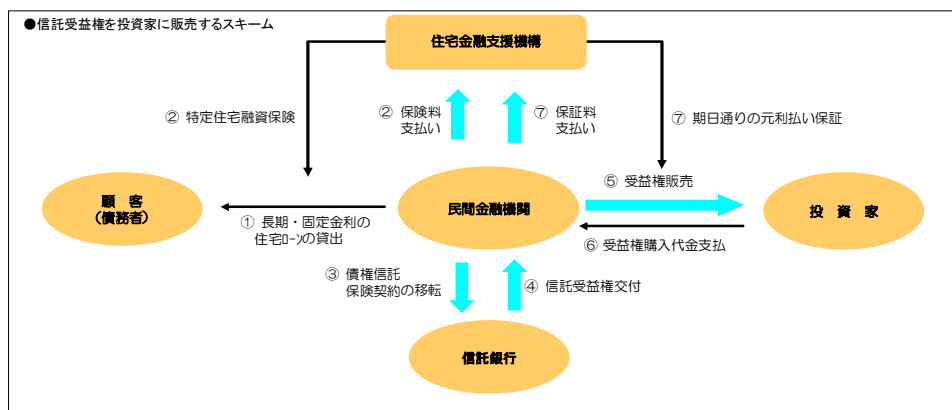 ●信託受益権を投資家に販売するスキーム
住宅金融支援機構
② 特定住宅融資保険
② 保険料
支払い
⑦ 保証料
支払い
⑦ 期日通りの元利払い保証
顧　客
(債務者)
民間金融機関
⑤ 受益権販売
投　資　家
① 長期・固定金利の
住宅ﾛｰﾝの貸出
⑥ 受益権購入代金支払
③ 債権信託
保険契約の移転
④ 信託受益権交付
信託銀行